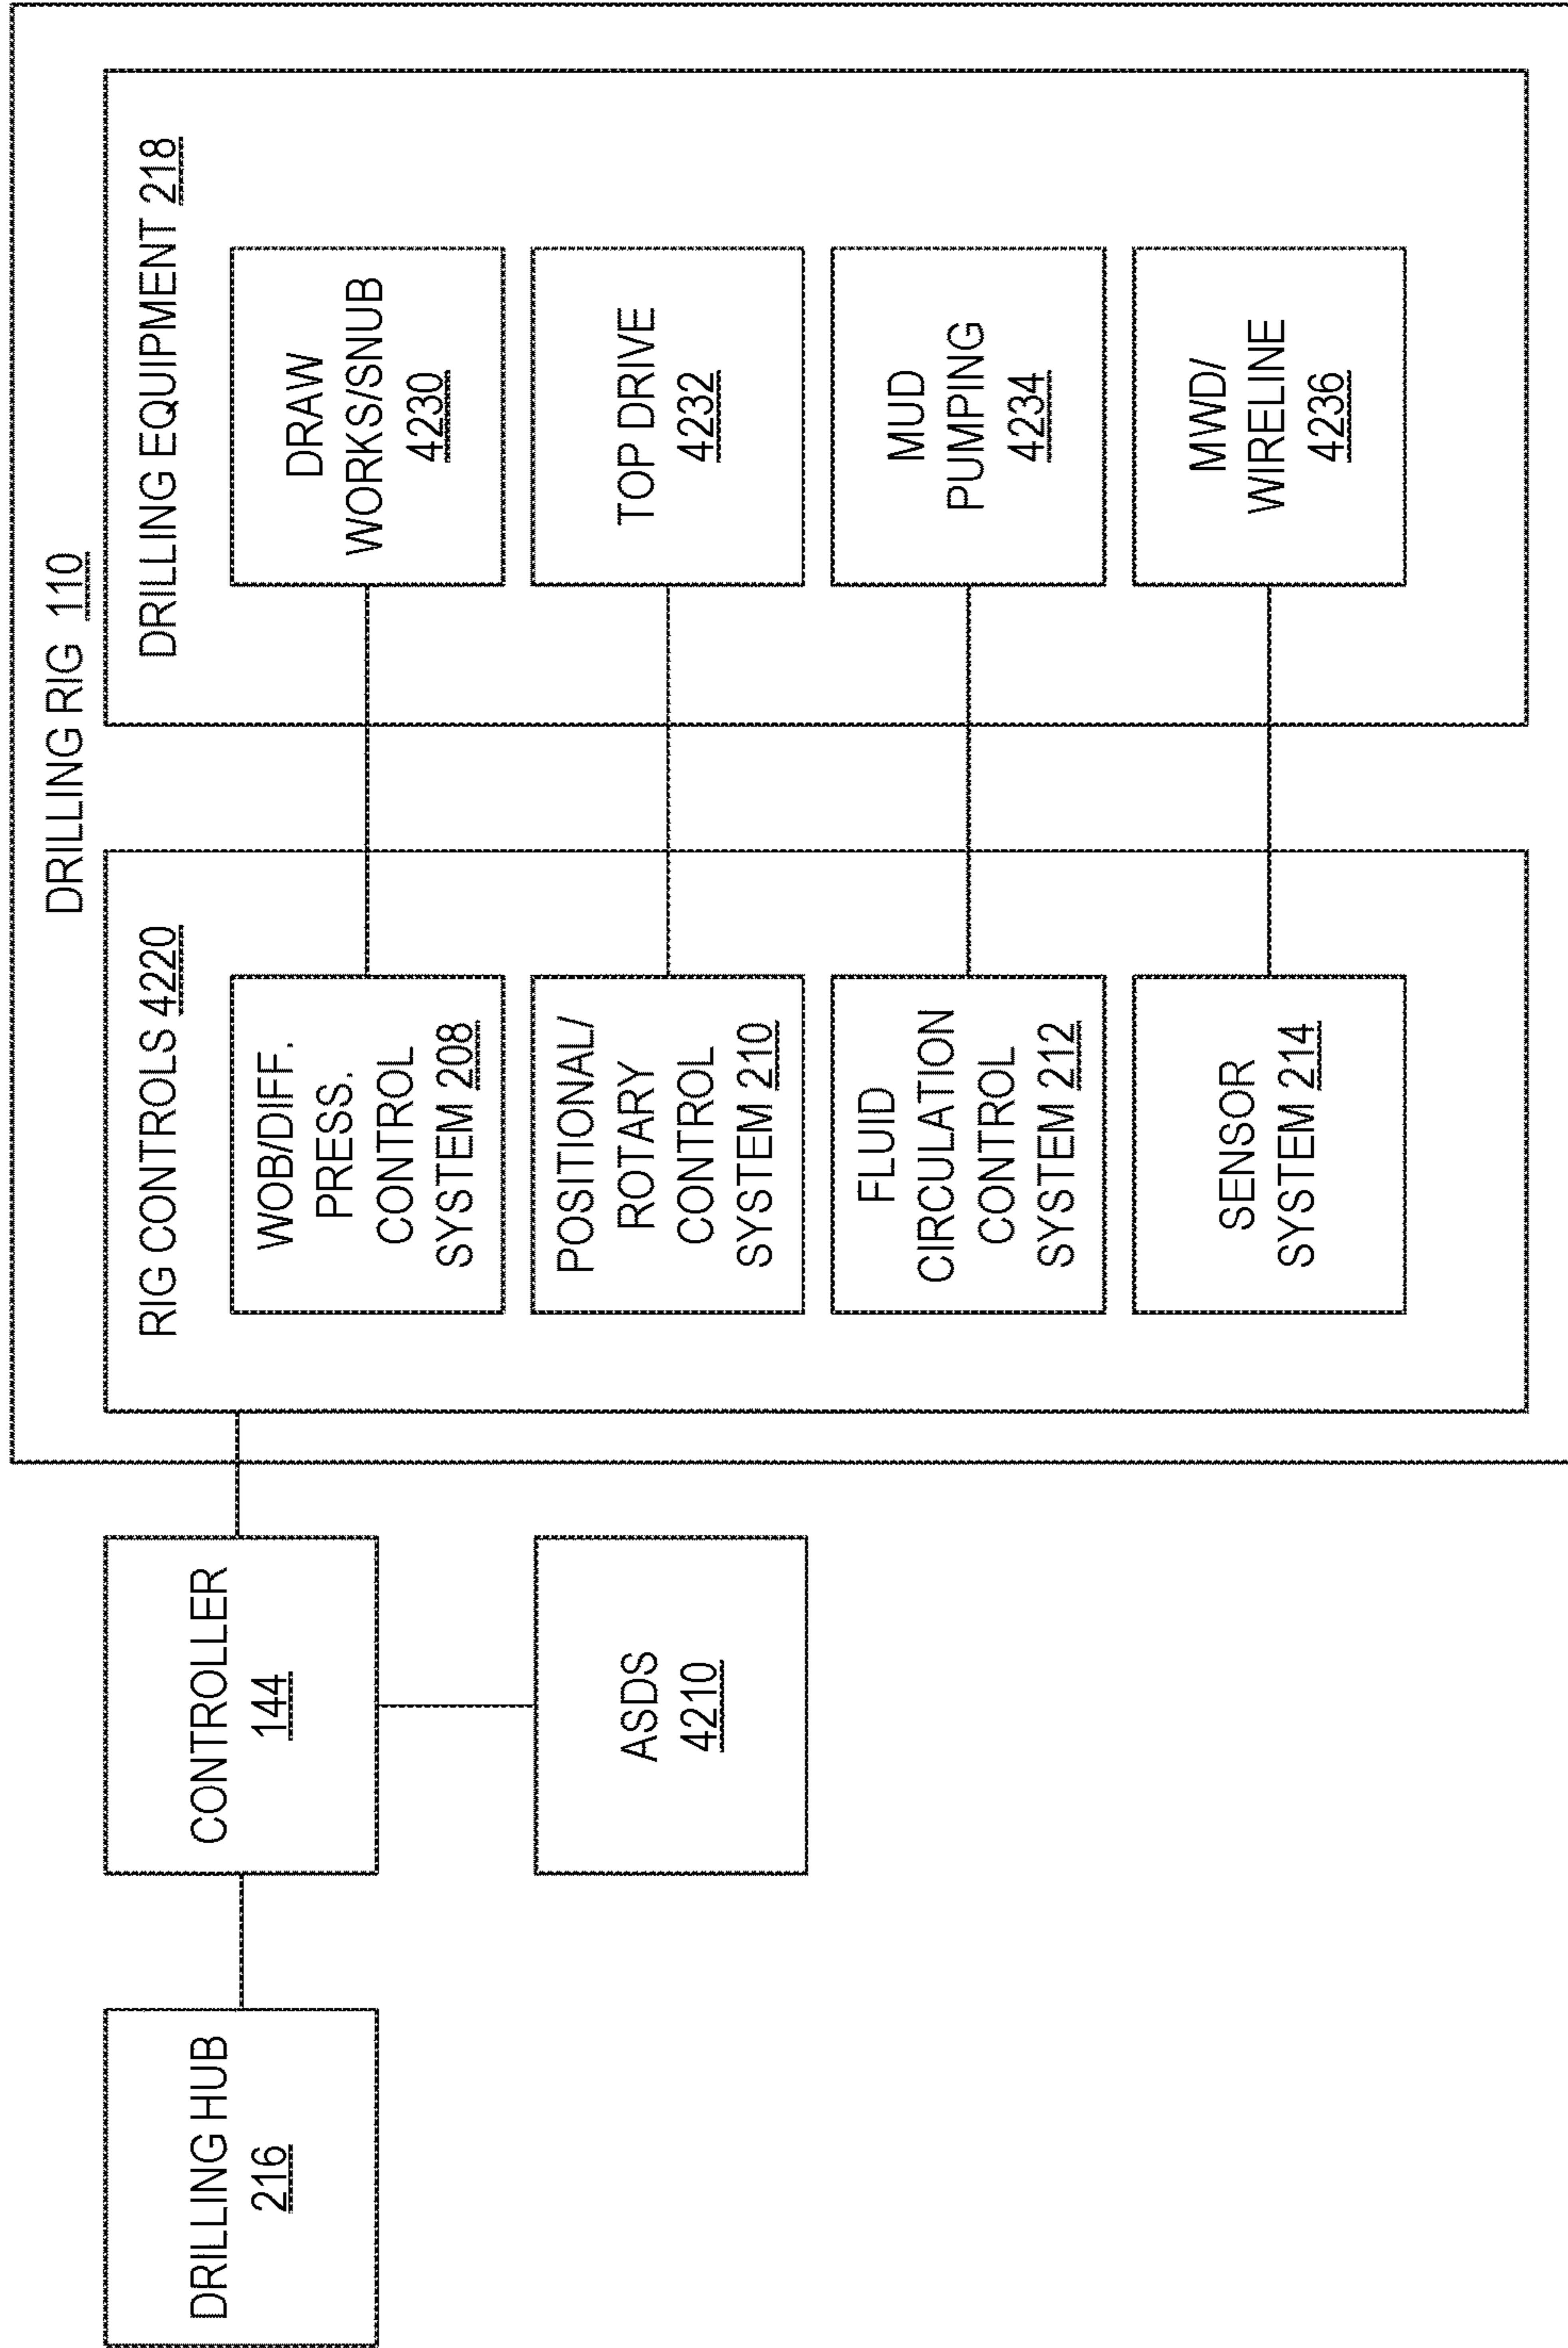 DRILLING HUB
216
CONTROLLER
144
ASDS
4210
DRILLING RIG 110
RIG CONTROLS 4220
WOB/DIFF.
PRESS.
CONTROL
SYSTEM 208
POSITIONAL/
ROTARY
CONTROL
SYSTEM 210
FLUID
CIRCULATION
CONTROL
SYSTEM 212
SENSOR
SYSTEM 214
DRILLING EQUIPMENT 218
DRAW
WORKS/SNUB
4230
TOP DRIVE
4232
MUD
PUMPING
4234
MWD/
WIRELINE
4236